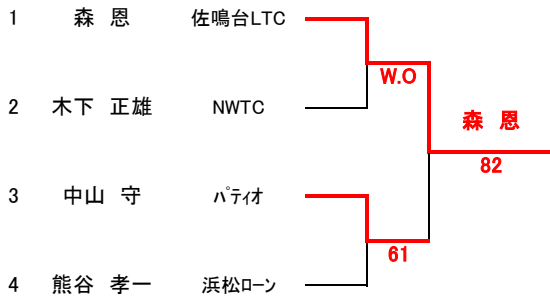 1 森 恩 佐鳴台LTC
W.O
2 木下 正雄 NWTC
森 恩
82
3 中山 守 パティオ
61
4 熊谷 孝一 浜松ローン